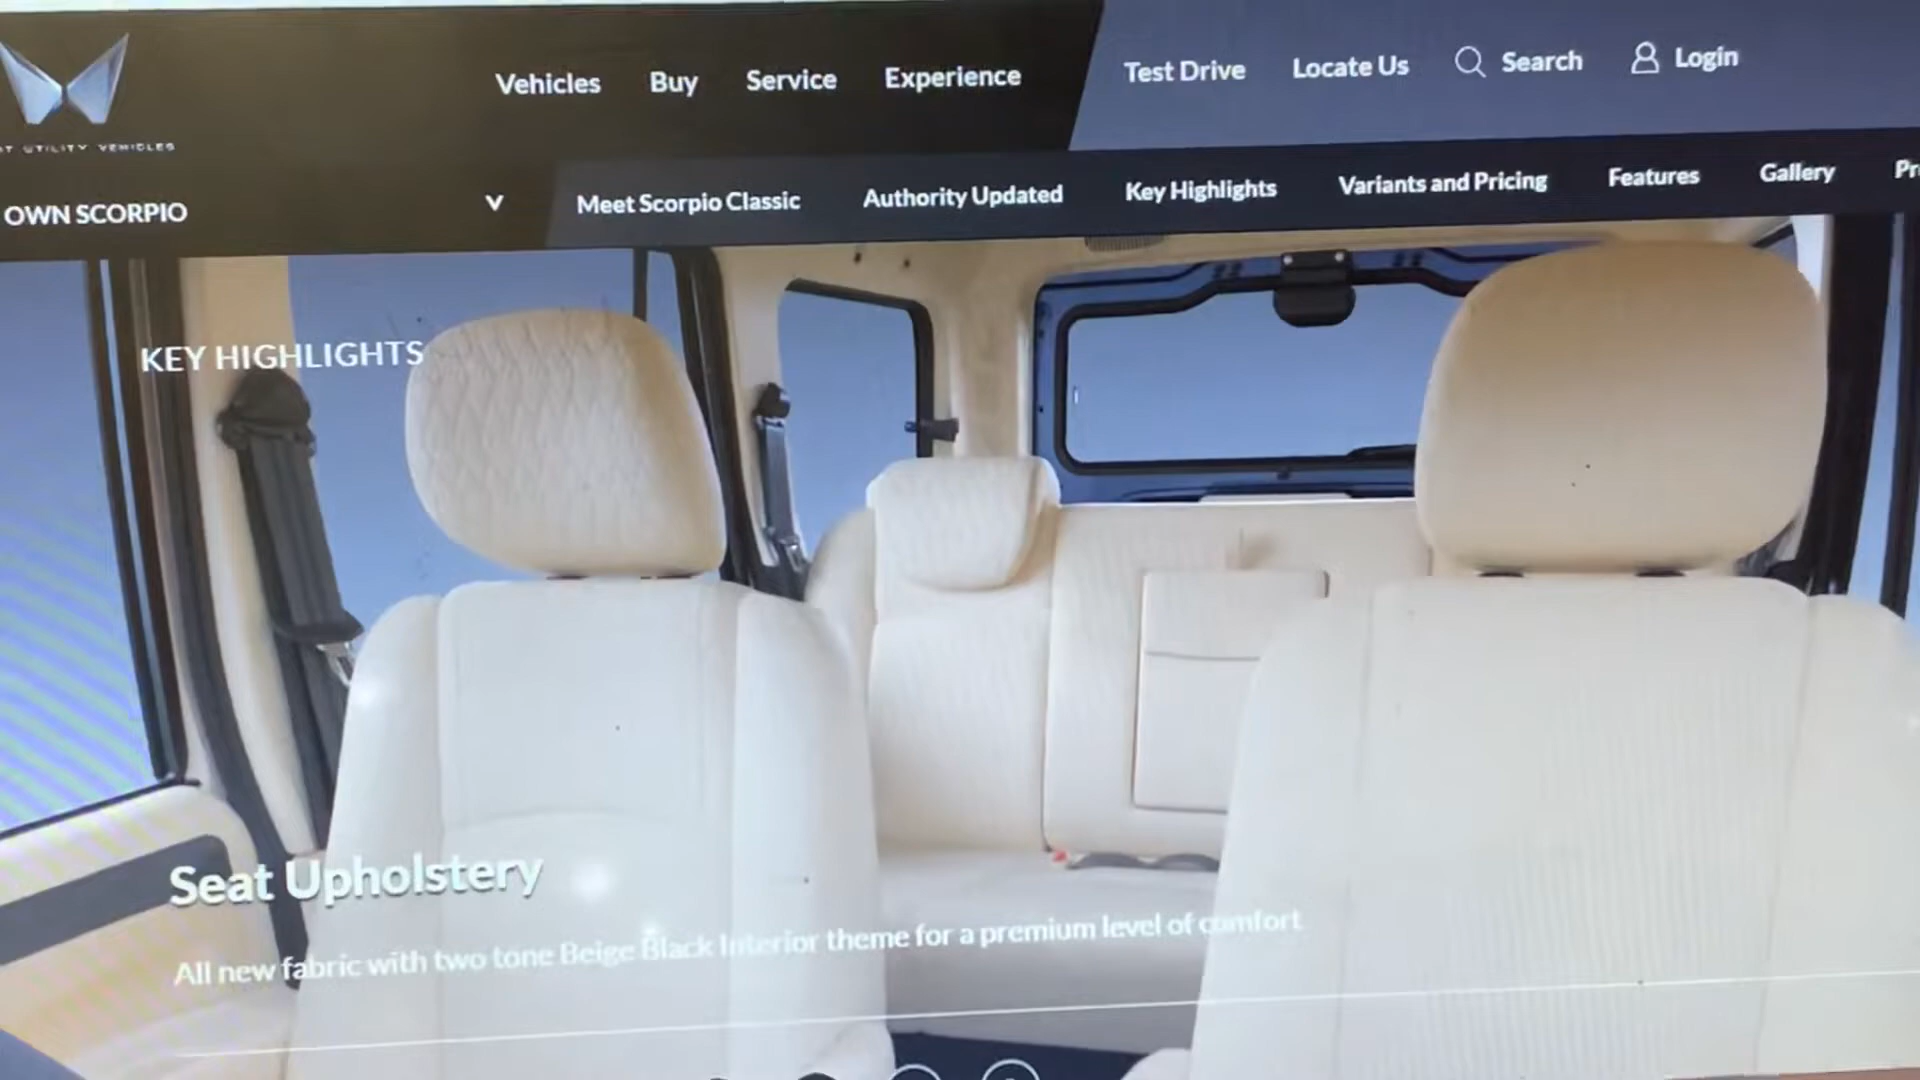 Vehicles Buy Service Experience Test Drive Locate Us Search Login
UTILITY VEHICLES
OWN SCORPIO Meet Scorpio Classic Authority Updated Key Highlights Variants and Pricing Features Gallery
KEY HIGHLIGHTS
Seat Upholstery
All new fabric with two tone Beige Black Interior theme for a premium level of comfort